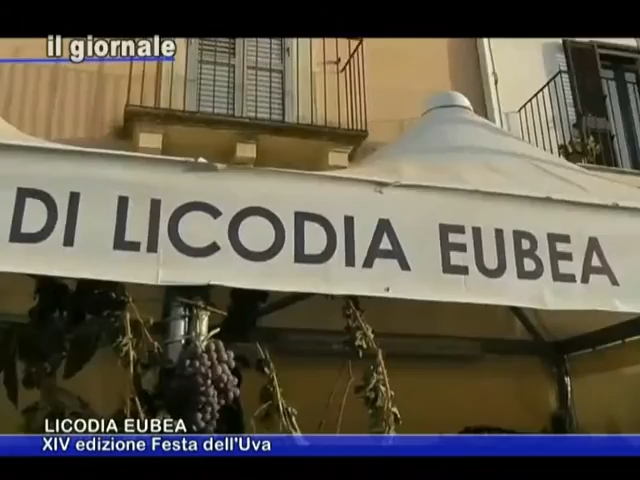 il giornale
DI LICODIA EUBEA
LICODIA EUBEA
XIV edizione Festa dell'Uva